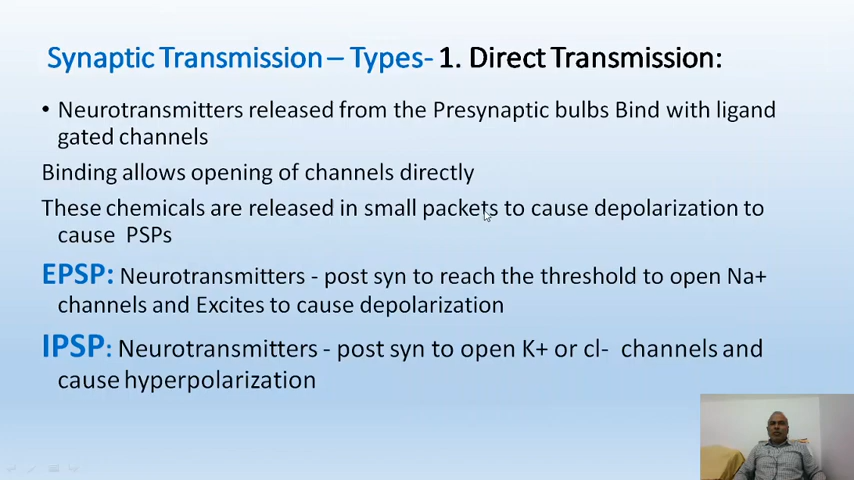 Synaptic Transmission – Types- 1. Direct Transmission:
• Neurotransmitters released from the Presynaptic bulbs Bind with ligand
gated channels
Binding allows opening of channels directly
These chemicals are released in small packets to cause depolarization to
cause PSPs
EPSP: Neurotransmitters - post syn to reach the threshold to open Na+
channels and Excites to cause depolarization
IPSP: Neurotransmitters - post syn to open K+ or cl- channels and
cause hyperpolarization